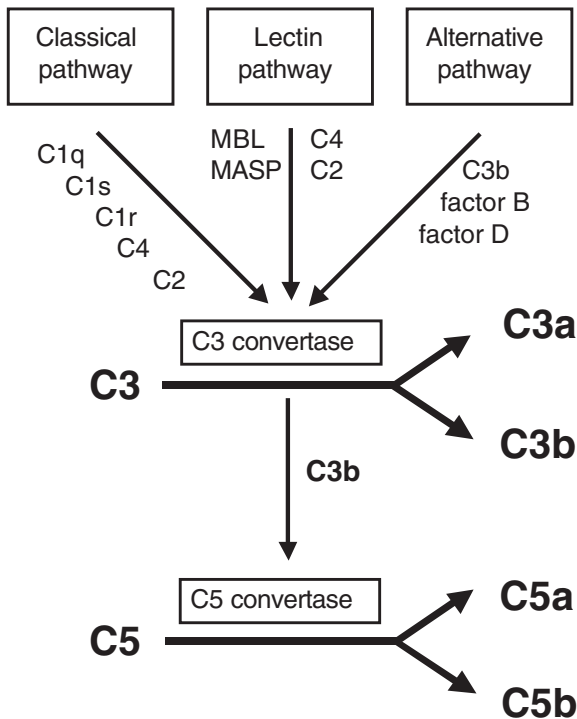 Classical
pathway
Lectin
pathway
Alternative
pathway
C1q
C1s
C1r
C4
C2
MBL
MASP
C4
C2
C3b
factor B
factor D
C3 convertase
C3
C3a
C3b
C3b
C5 convertase
C5
C5a
C5b